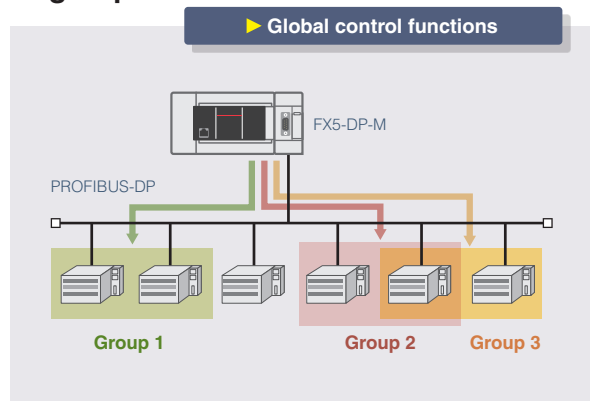 ► Global control functions
FX5-DP-M
PROFIBUS-DP
Group 1
Group 2
Group 3